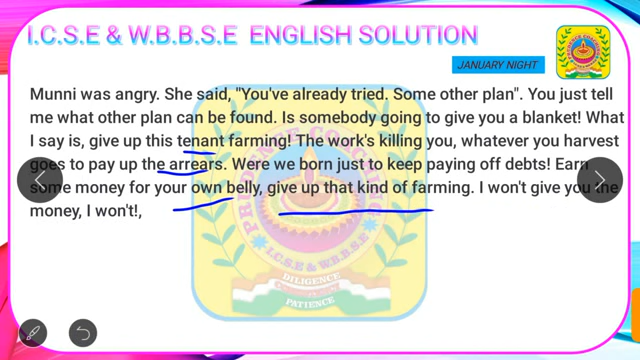 I.C.S.E & W.B.B.S.E ENGLISH SOLUTION
JANUARY NIGHT
Munni was angry. She said, "You've already tried. Some other plan". You just tell
me what other plan can be found. Is somebody going to give you a blanket! What
I say is, give up this tenant farming! The work's killing you, whatever you harvest
goes to pay up the arrears. Were we born just to keep paying off debts! Earn
some money for your own belly, give up that kind of farming. I won't give you the
money, I won't!,
I.C.S.E & W.B.B.S.E
DILIGENCE
PATIENCE